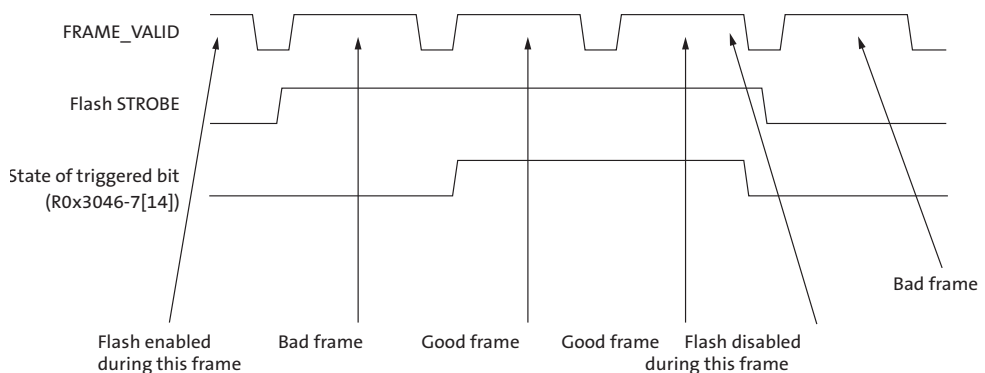 FRAME_VALID
Flash STROBE
State of triggered bit
(R0x3046-7[14])
Bad frame
Flash enabled
during this frame
Bad frame
Good frame
Good frame
Flash disabled
during this frame